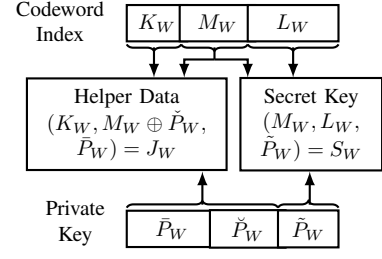 Codeword
Index
K_W M_W L_W
Helper Data
(K_W, M_W ⊕ P̌_W,
P̄_W) = J_W
Secret Key
(M_W, L_W,
P̃_W) = S_W
Private
Key
P̄_W P̆_W P̃_W